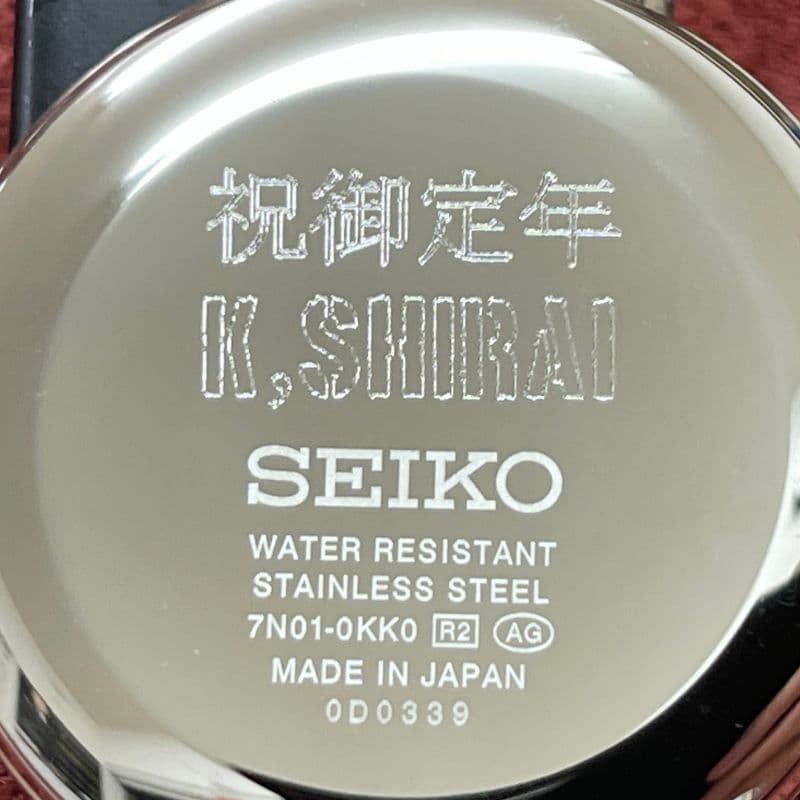 祝御定年
K,SHIRAI
SEIKO
WATER RESISTANT
STAINLESS STEEL
7N01-0KK0 R2 AG
MADE IN JAPAN
0D0339